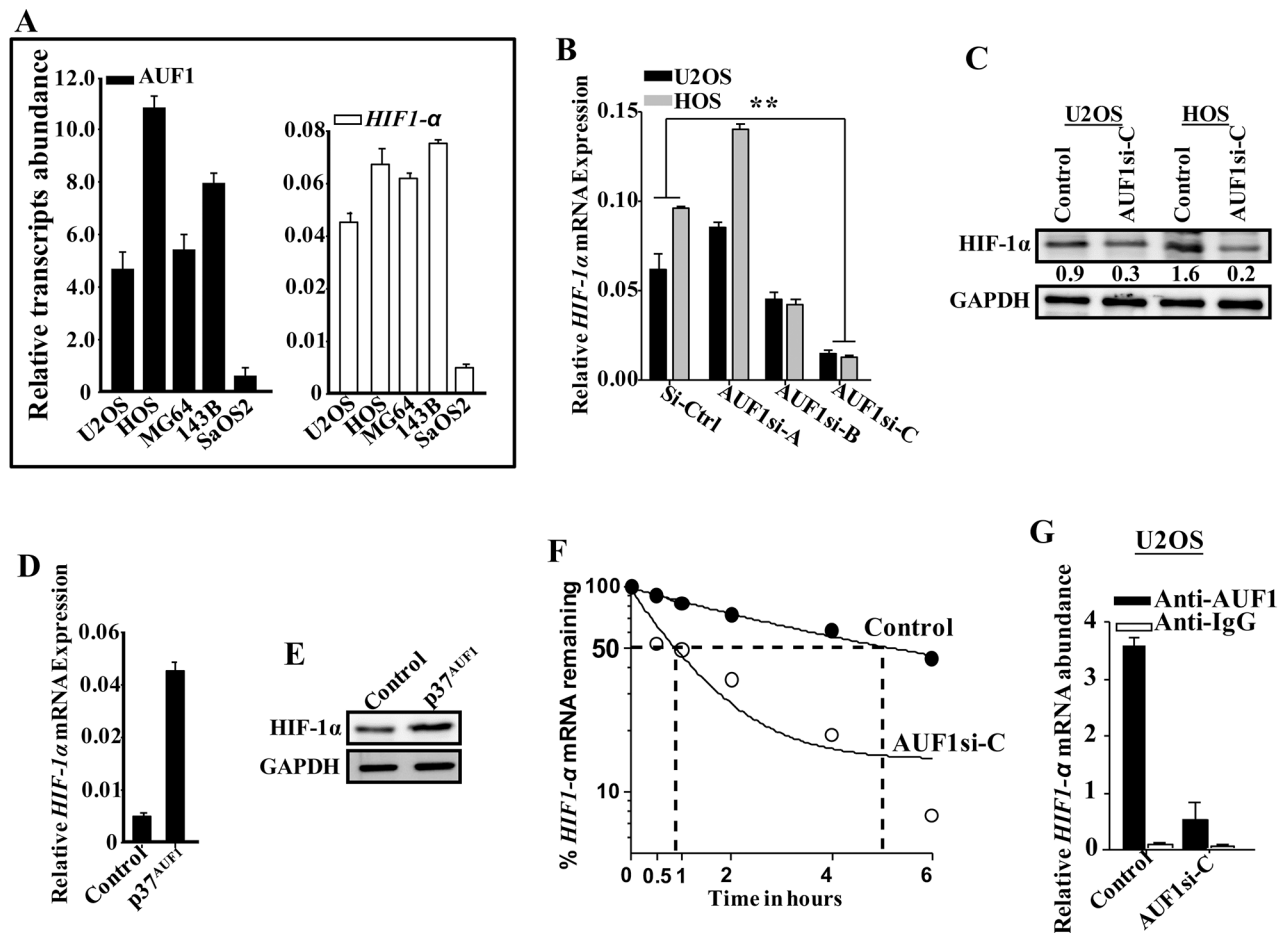 A
Relative transcripts abundance
12.0
10.0
8.0
6.0
4.0
2.0
0
AUF1
U2OS
HOS
MG64
143B
SaOS2
HIF1-α
0.08
0.06
0.04
0.02
0.01
0
U2OS
HOS
MG64
143B
SaOS2
B
Relative HIF-1α mRNAExpression
U2OS
HOS
**
0.15
0.10
0.05
0.00
Si-Ctrl
AUF1si-A
AUF1si-B
AUF1si-C
C
U2OS HOS
Control
AUF1si-C
Control
AUF1si-C
HIF-1α
0.9 0.3 1.6 0.2
GAPDH
D
Relative HIF-1α mRNAExpression
0.06
0.04
0.02
0.01
0
Control
p37AUF1
E
Control
p37AUF1
HIF-1α
GAPDH
F
% HIF1-α mRNA remaining
100
50
10
Control
AUF1si-C
0 0.5 1 2 4 6
Time in hours
G
U2OS
Relative HIF1-α mRNA abundance
Anti-AUF1
Anti-IgG
4
3
2
1
0
Control
AUF1si-C